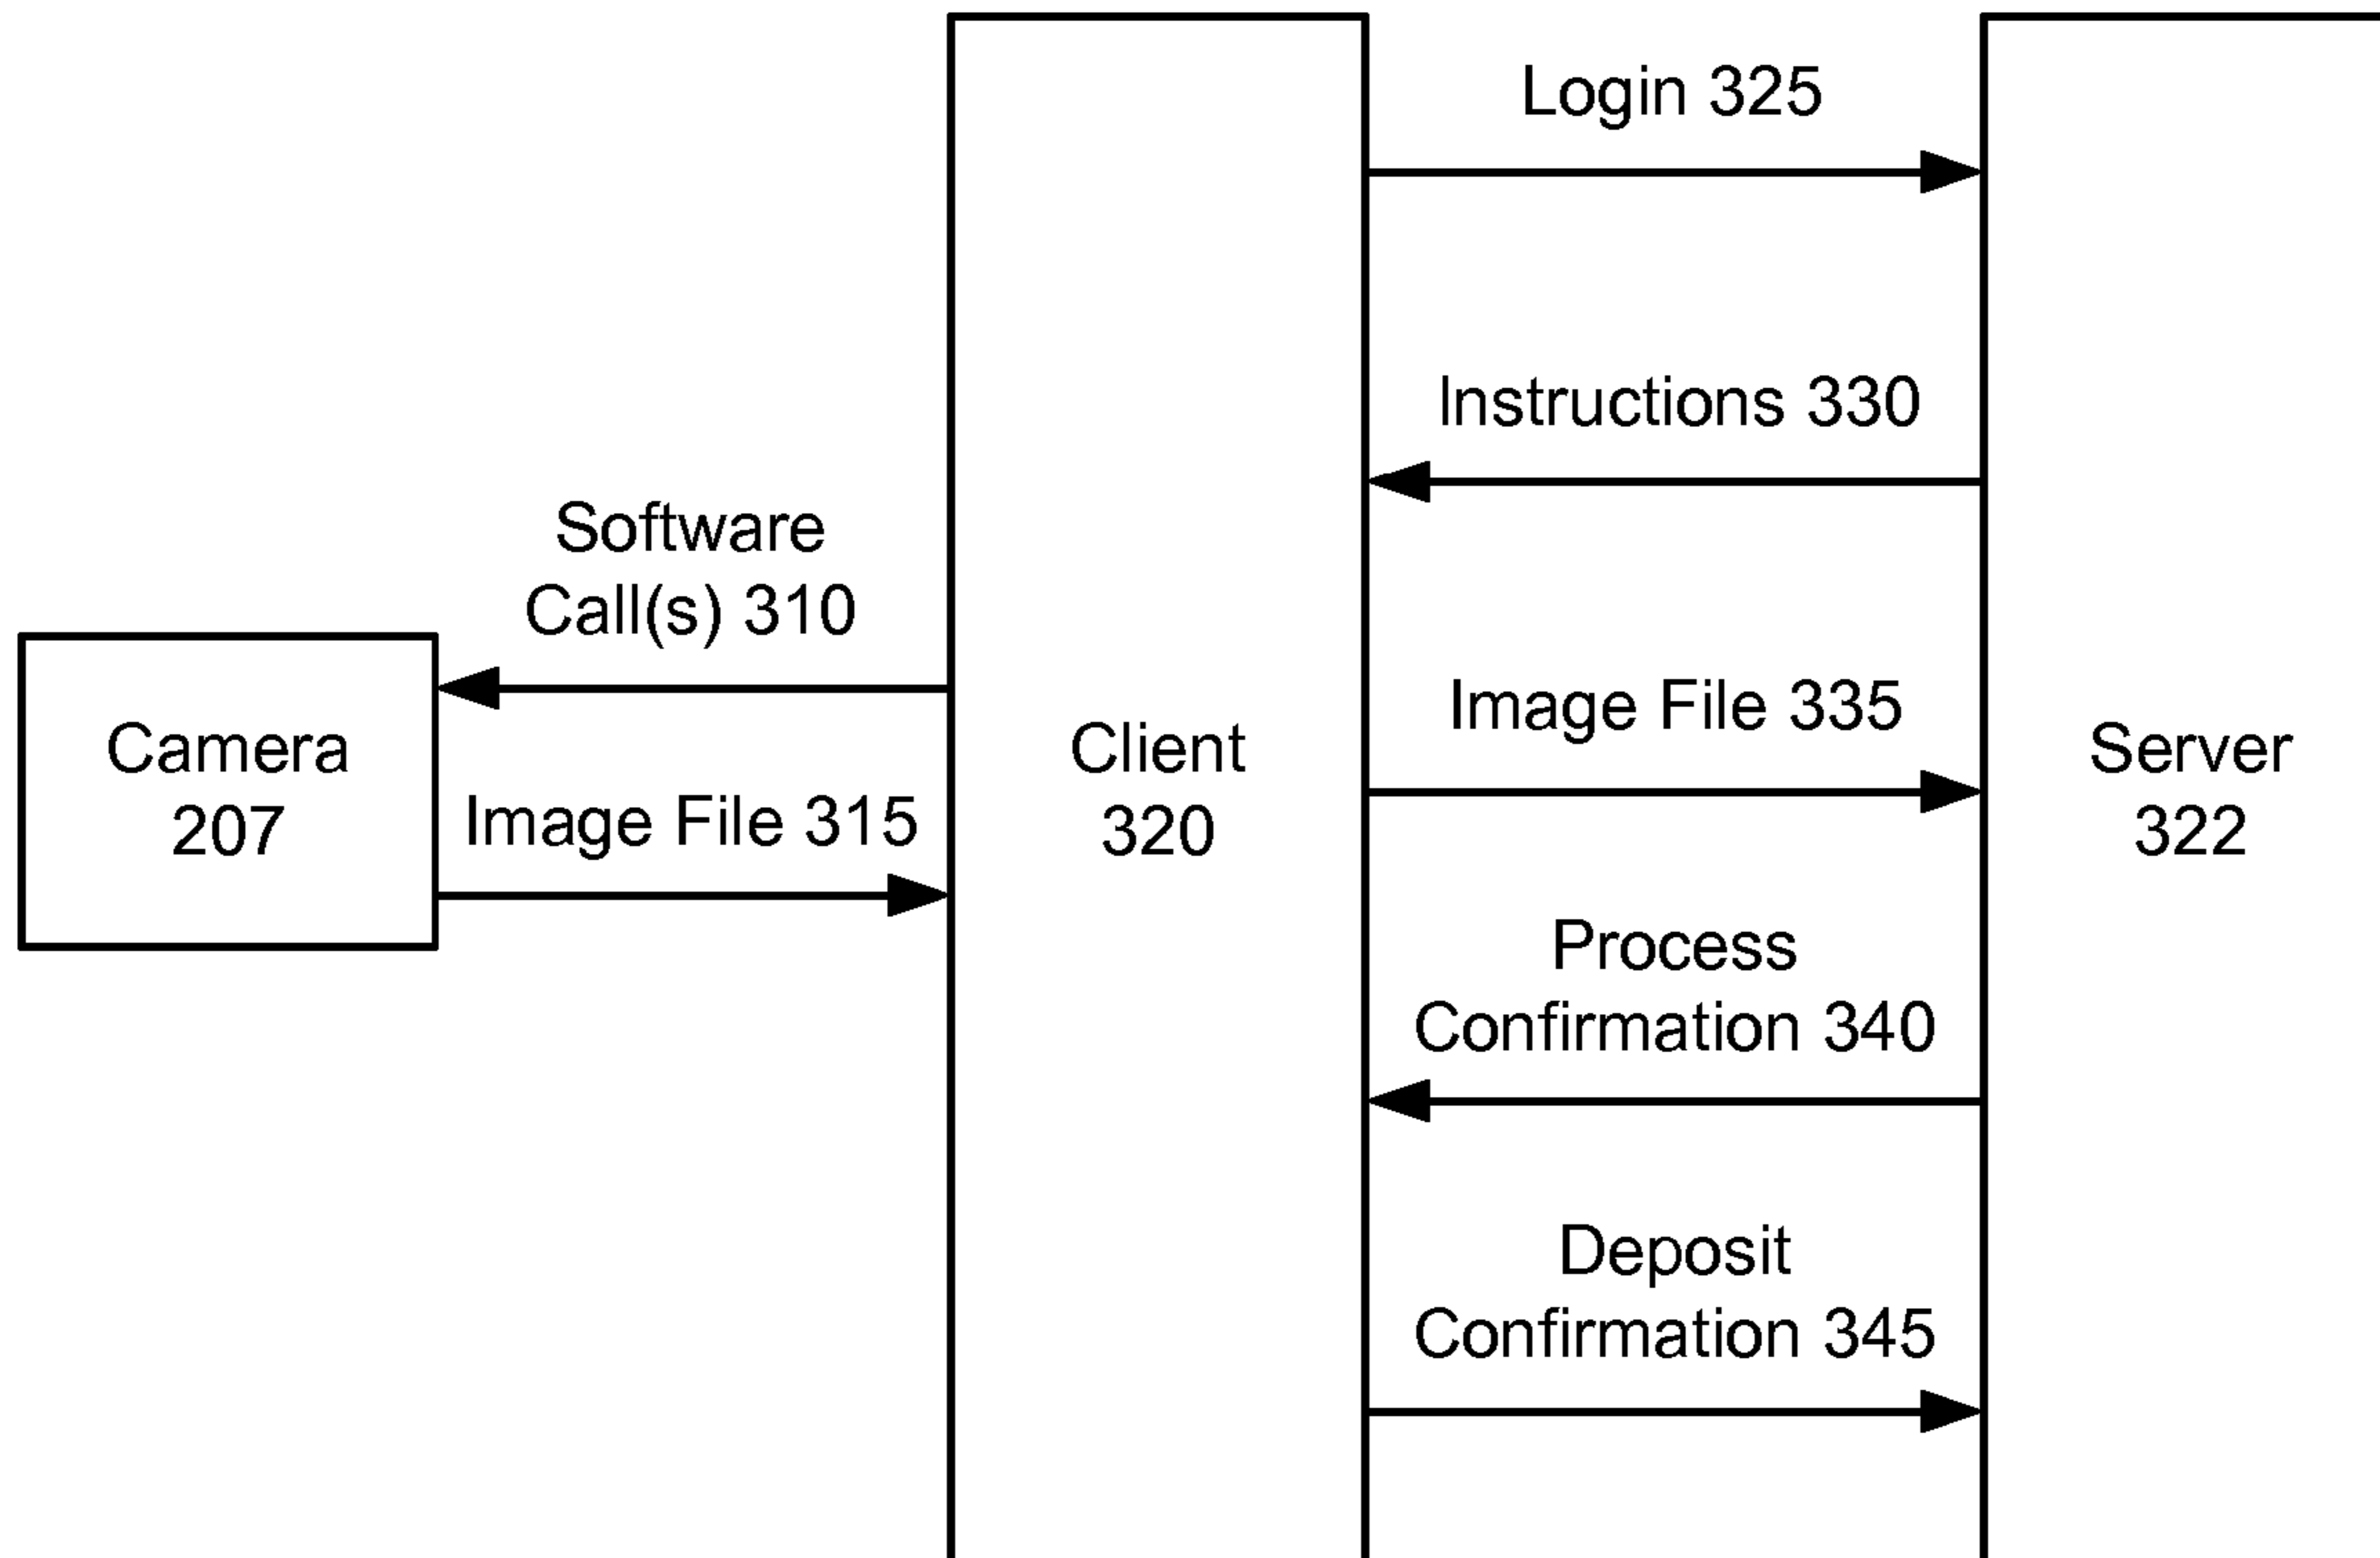 Login 325
Instructions 330
Software
Call(s) 310
Camera
207
Image File 315
Client
320
Image File 335
Server
322
Process
Confirmation 340
Deposit
Confirmation 345